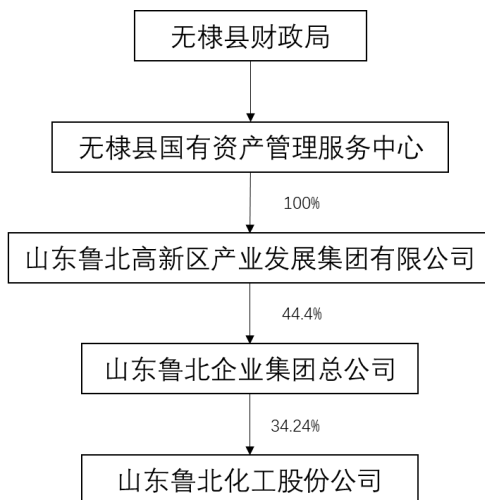 无棣县财政局
无棣县国有资产管理服务中心
100%
山东鲁北高新区产业发展集团有限公司
44.4%
山东鲁北企业集团总公司
34.24%
山东鲁北化工股份公司